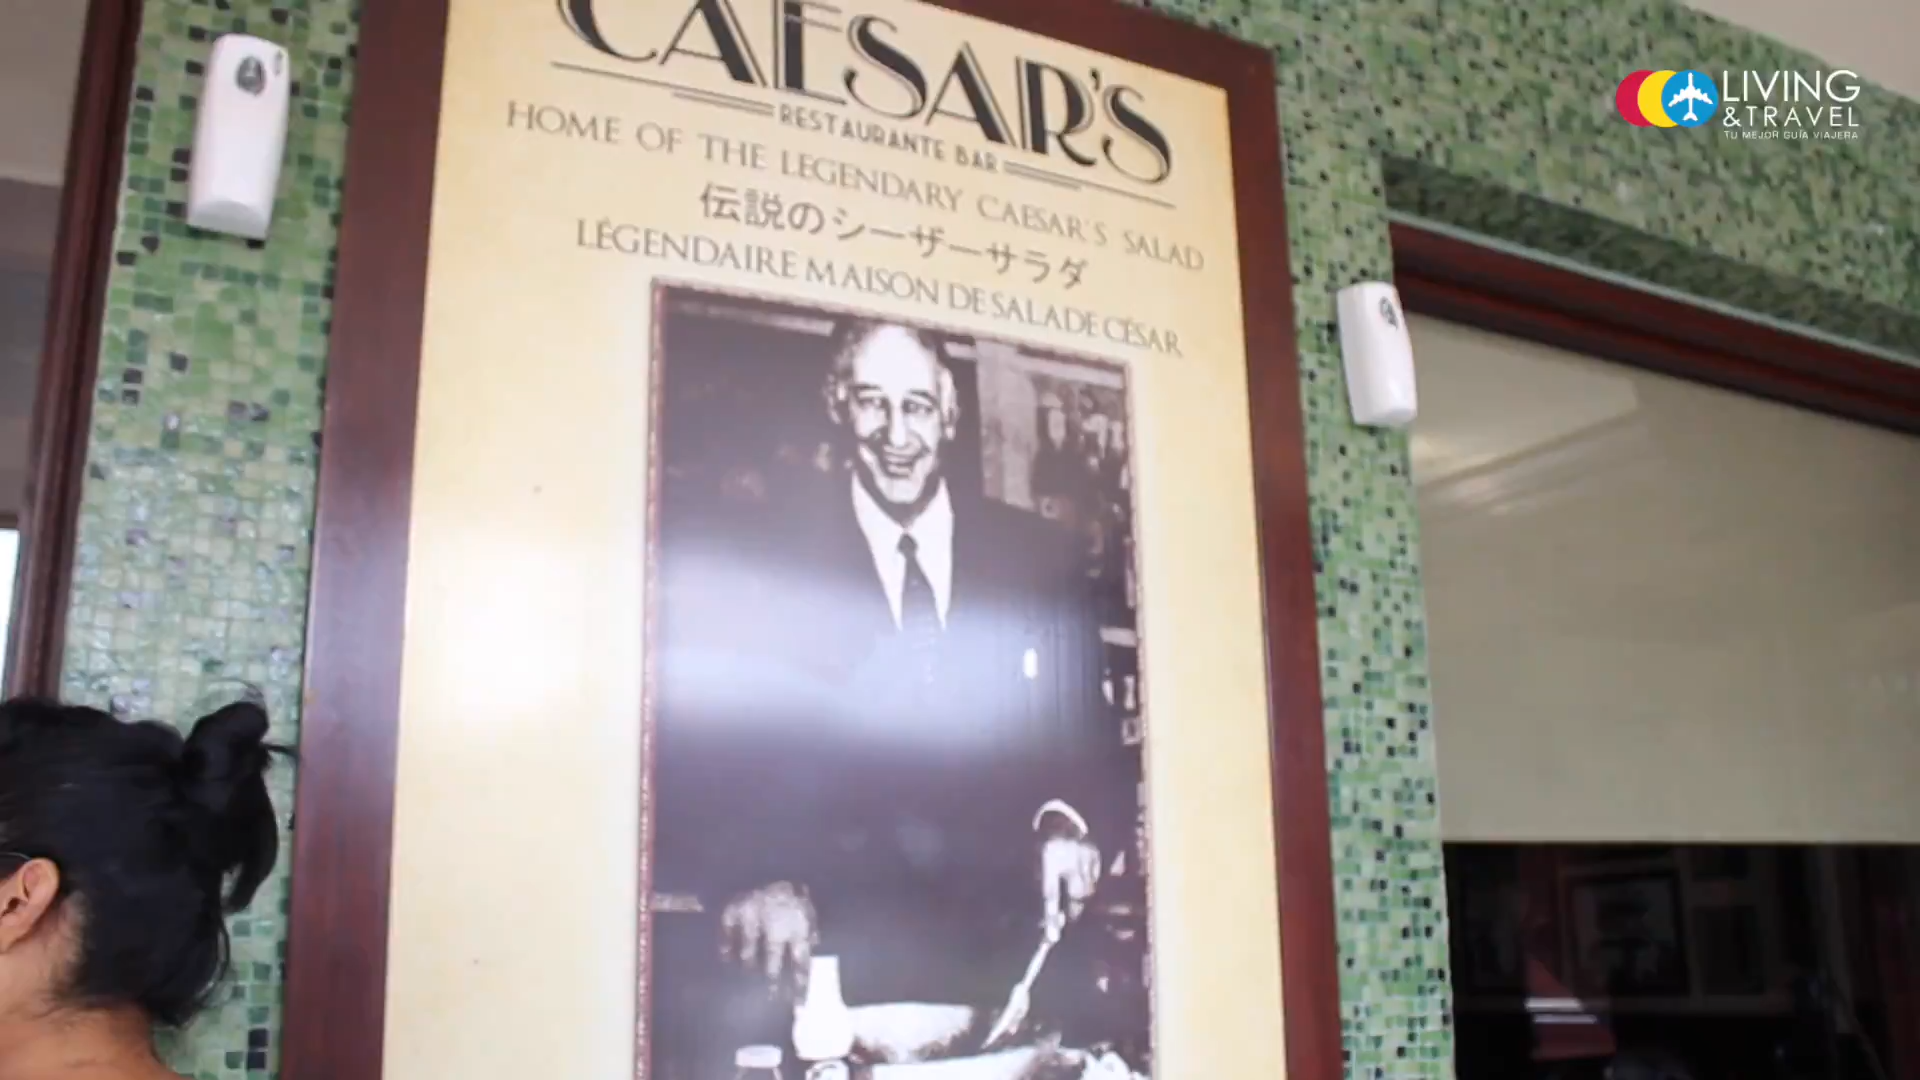 CAESAR'S
RESTAURANTE BAR
HOME OF THE LEGENDARY CAESAR'S SALAD
伝説のシーザーサラダ
LÉGENDAIRE MAISON DE SALADE CÉSAR
LIVING
& TRAVEL
TU MEJOR GUÍA VIAJERA